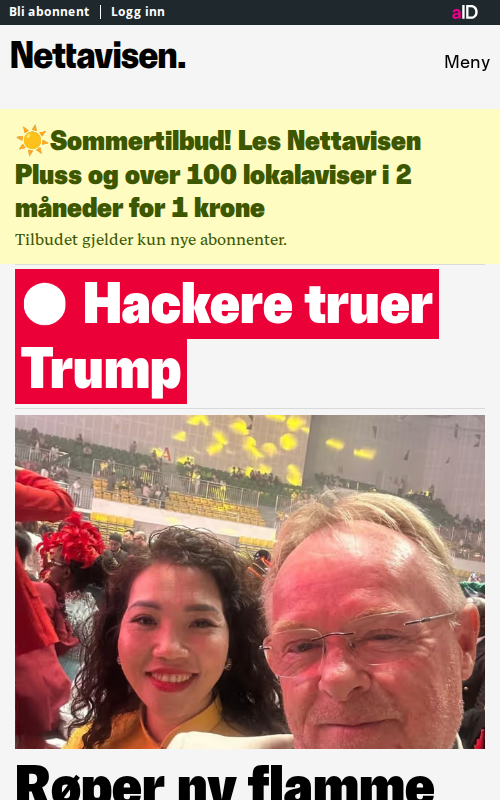 Bli abonnent
Logg inn
aID
Nettavisen.
Meny
Sommertilbud! Les Nettavisen
Pluss og over 100 lokalaviser i 2
måneder for 1 krone
Tilbudet gjelder kun nye abonnenter.
Hackere truer
Trump
A
Røper ny flamme